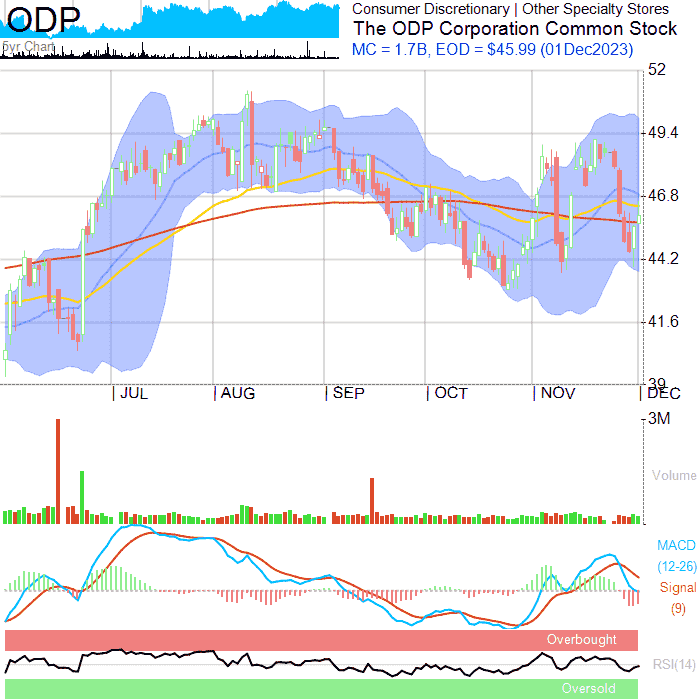 ODP
5yr Chart
Consumer Discretionary | Other Specialty Stores
The ODP Corporation Common Stock
MC = 1.7B, EOD = $45.99 (01Dec2023)
52
49.4
46.8
44.2
41.6
39
JUL AUG SEP OCT NOV DEC
3M
Volume
MACD
(12-26)
Signal
(9)
Overbought
RSI(14)
Oversold